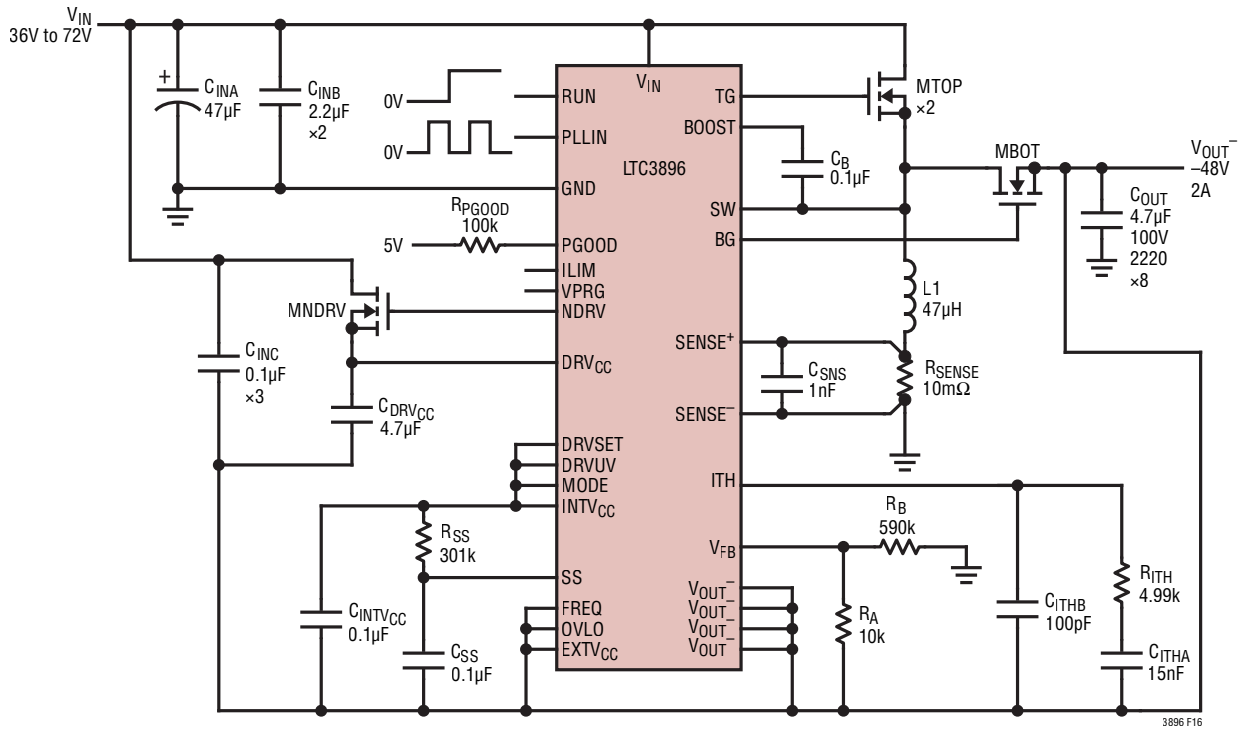 VIN
36V to 72V
+
CINA
47µF
CINB
2.2µF
×2
0V
0V
RPGOOD
100k
5V
VIN
RUN
PLLIN
LTC3896
GND
PGOOD
ILIM
VPRG
NDRV
DRVCC
DRVSET
DRVUV
MODE
INTVCC
SS
FREQ
OVLO
EXTVCC
TG
BOOST
SW
BG
SENSE+
SENSE–
ITH
VFB
VOUT–
VOUT–
VOUT–
VOUT–
MTOP
×2
CB
0.1µF
MBOT
VOUT–
–48V
2A
COUT
4.7µF
100V
2220
×8
L1
47µH
CSNS
1nF
RSENSE
10mΩ
MNDRV
CINC
0.1µF
×3
CDRVCC
4.7µF
RSS
301k
CINTVCC
0.1µF
CSS
0.1µF
RB
590k
RA
10k
CITHB
100pF
RITH
4.99k
CITHA
15nF
3896 F16